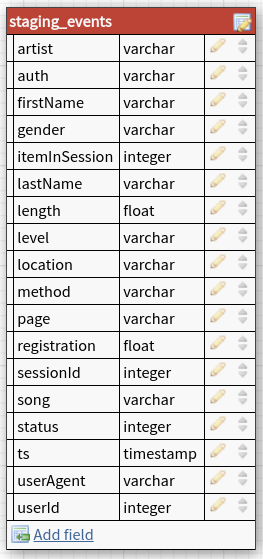 staging_events
artist varchar
auth varchar
firstName varchar
gender varchar
itemInSession integer
lastName varchar
length float
level varchar
location varchar
method varchar
page varchar
registration float
sessionId integer
song varchar
status integer
ts timestamp
userAgent varchar
userId integer
Add field